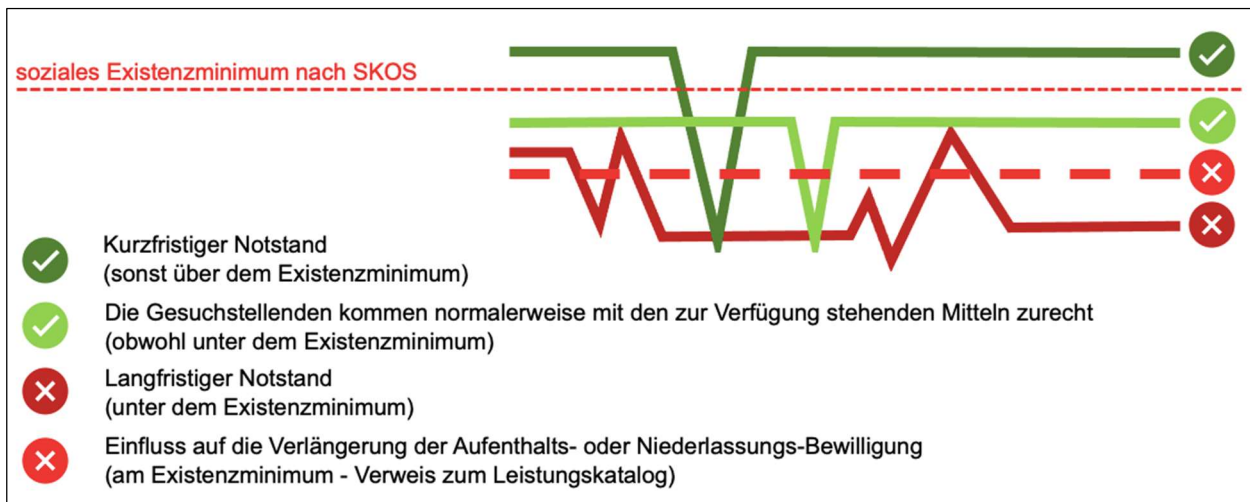 soziales Existenzminimum nach SKOS
Kurzfristiger Notstand
(sonst über dem Existenzminimum)
Die Gesuchstellenden kommen normalerweise mit den zur Verfügung stehenden Mitteln zurecht
(obwohl unter dem Existenzminimum)
Langfristiger Notstand
(unter dem Existenzminimum)
Einfluss auf die Verlängerung der Aufenthalts- oder Niederlassungs-Bewilligung
(am Existenzminimum - Verweis zum Leistungskatalog)